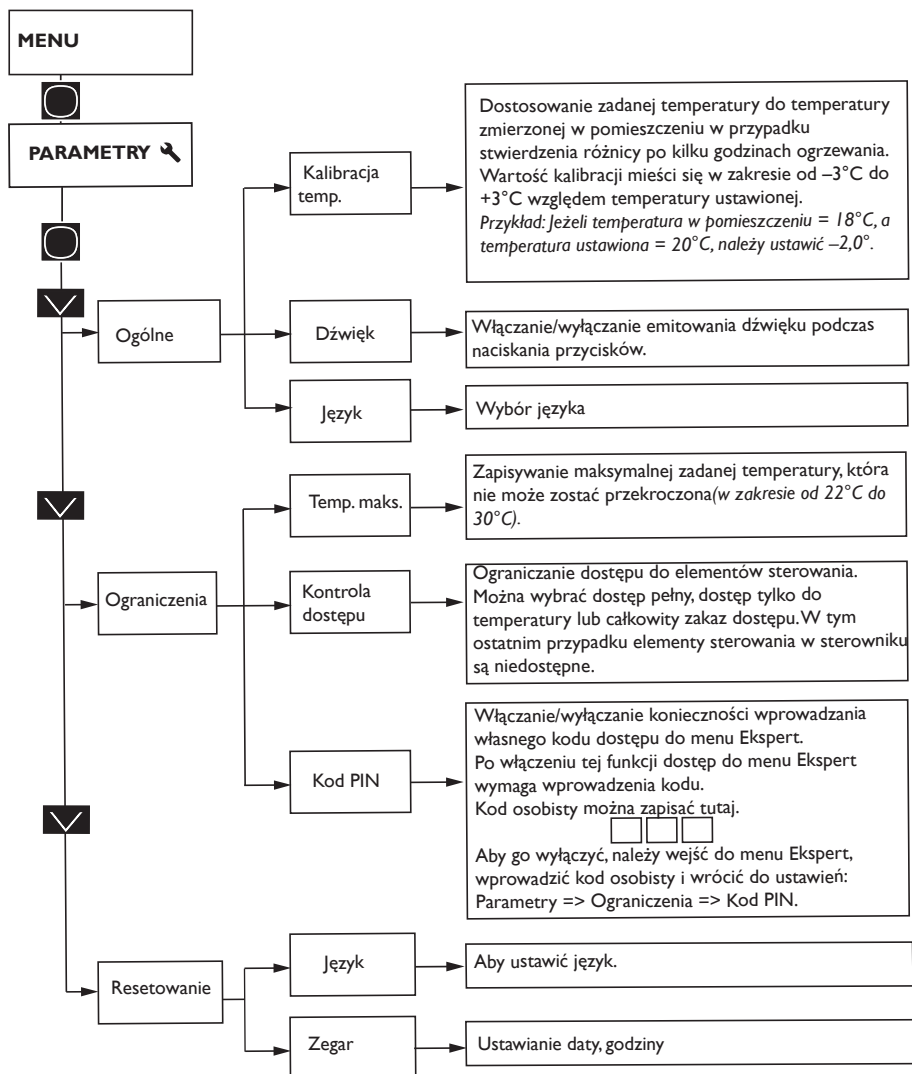 MENU
PARAMETRY
Kalibracja
temp.
Dostosowanie zadanej temperatury do temperatury
zmierzonej w pomieszczeniu w przypadku
stwierdzenia różnicy po kilku godzinach ogrzewania.
Wartość kalibracji mieści się w zakresie od –3°C do
+3°C względem temperatury ustawionej.
Przykład: Jeżeli temperatura w pomieszczeniu = 18°C, a
temperatura ustawiona = 20°C, należy ustawić –2,0°.
Ogólne
Dźwięk
Włączanie/wyłączanie emitowania dźwięku podczas
naciskania przycisków.
Język
Wybór języka
Temp. maks.
Zapisywanie maksymalnej zadanej temperatury, która
nie może zostać przekroczona(w zakresie od 22°C do
30°C).
Ograniczenia
Kontrola
dostępu
Ograniczanie dostępu do elementów sterowania.
Można wybrać dostęp pełny, dostęp tylko do
temperatury lub całkowity zakaz dostępu. W tym
ostatnim przypadku elementy sterowania w sterowniku
są niedostępne.
Kod PIN
Włączanie/wyłączanie konieczności wprowadzania
własnego kodu dostępu do menu Ekspert.
Po włączeniu tej funkcji dostęp do menu Ekspert
wymaga wprowadzenia kodu.
Kod osobisty można zapisać tutaj.
Aby go wyłączyć, należy wejść do menu Ekspert,
wprowadzić kod osobisty i wrócić do ustawień:
Parametry => Ograniczenia => Kod PIN.
Resetowanie
Język
Aby ustawić język.
Zegar
Ustawianie daty, godziny